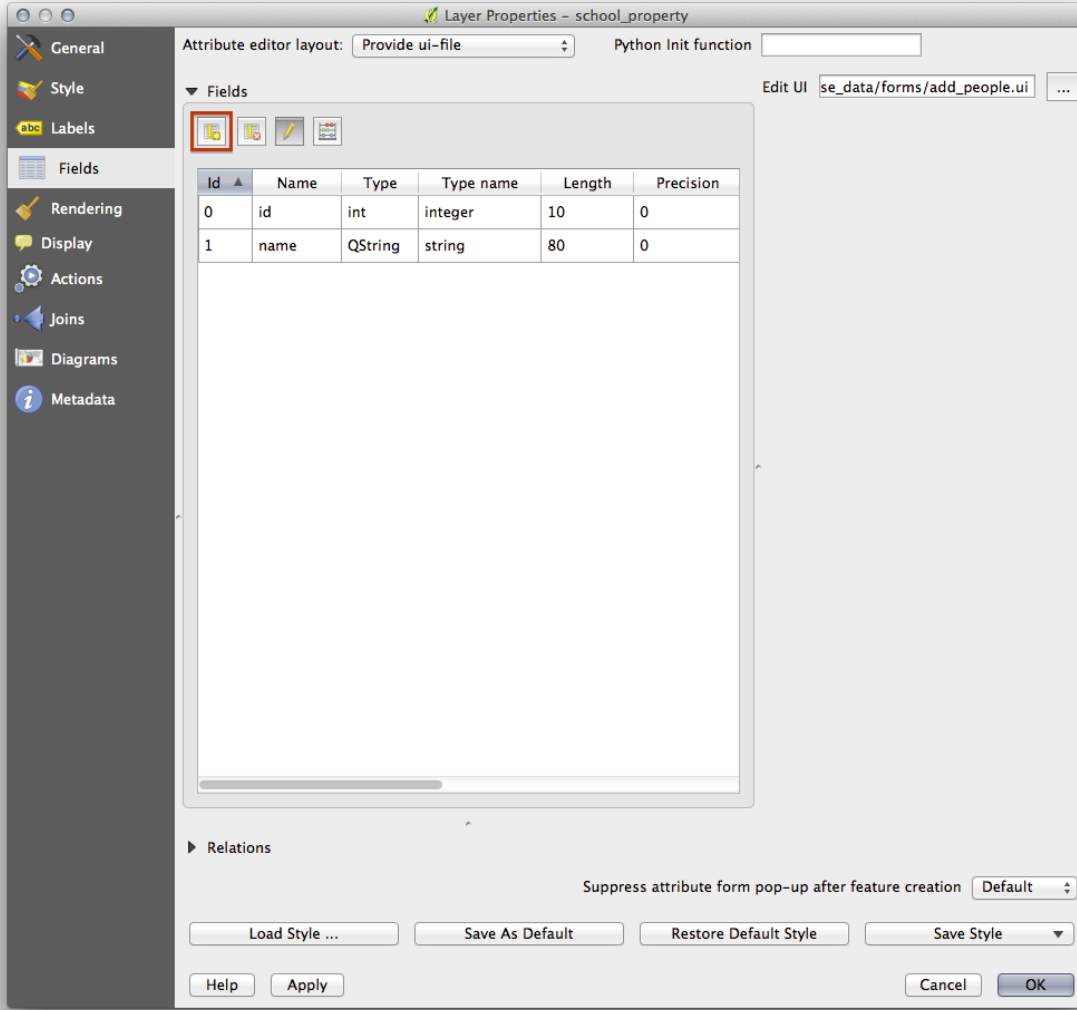 Layer Properties – school_property
General
Style
abc Labels
Fields
Rendering
Display
Actions
Joins
Diagrams
i Metadata
Attribute editor layout: Provide ui-file Python Init function
Fields
Edit UI se_data/forms/add_people.ui ...
Id Name Type Type name Length Precision
0 id int integer 10 0
1 name QString string 80 0
Relations
Suppress attribute form pop-up after feature creation Default
Load Style ... Save As Default Restore Default Style Save Style
Help Apply Cancel OK